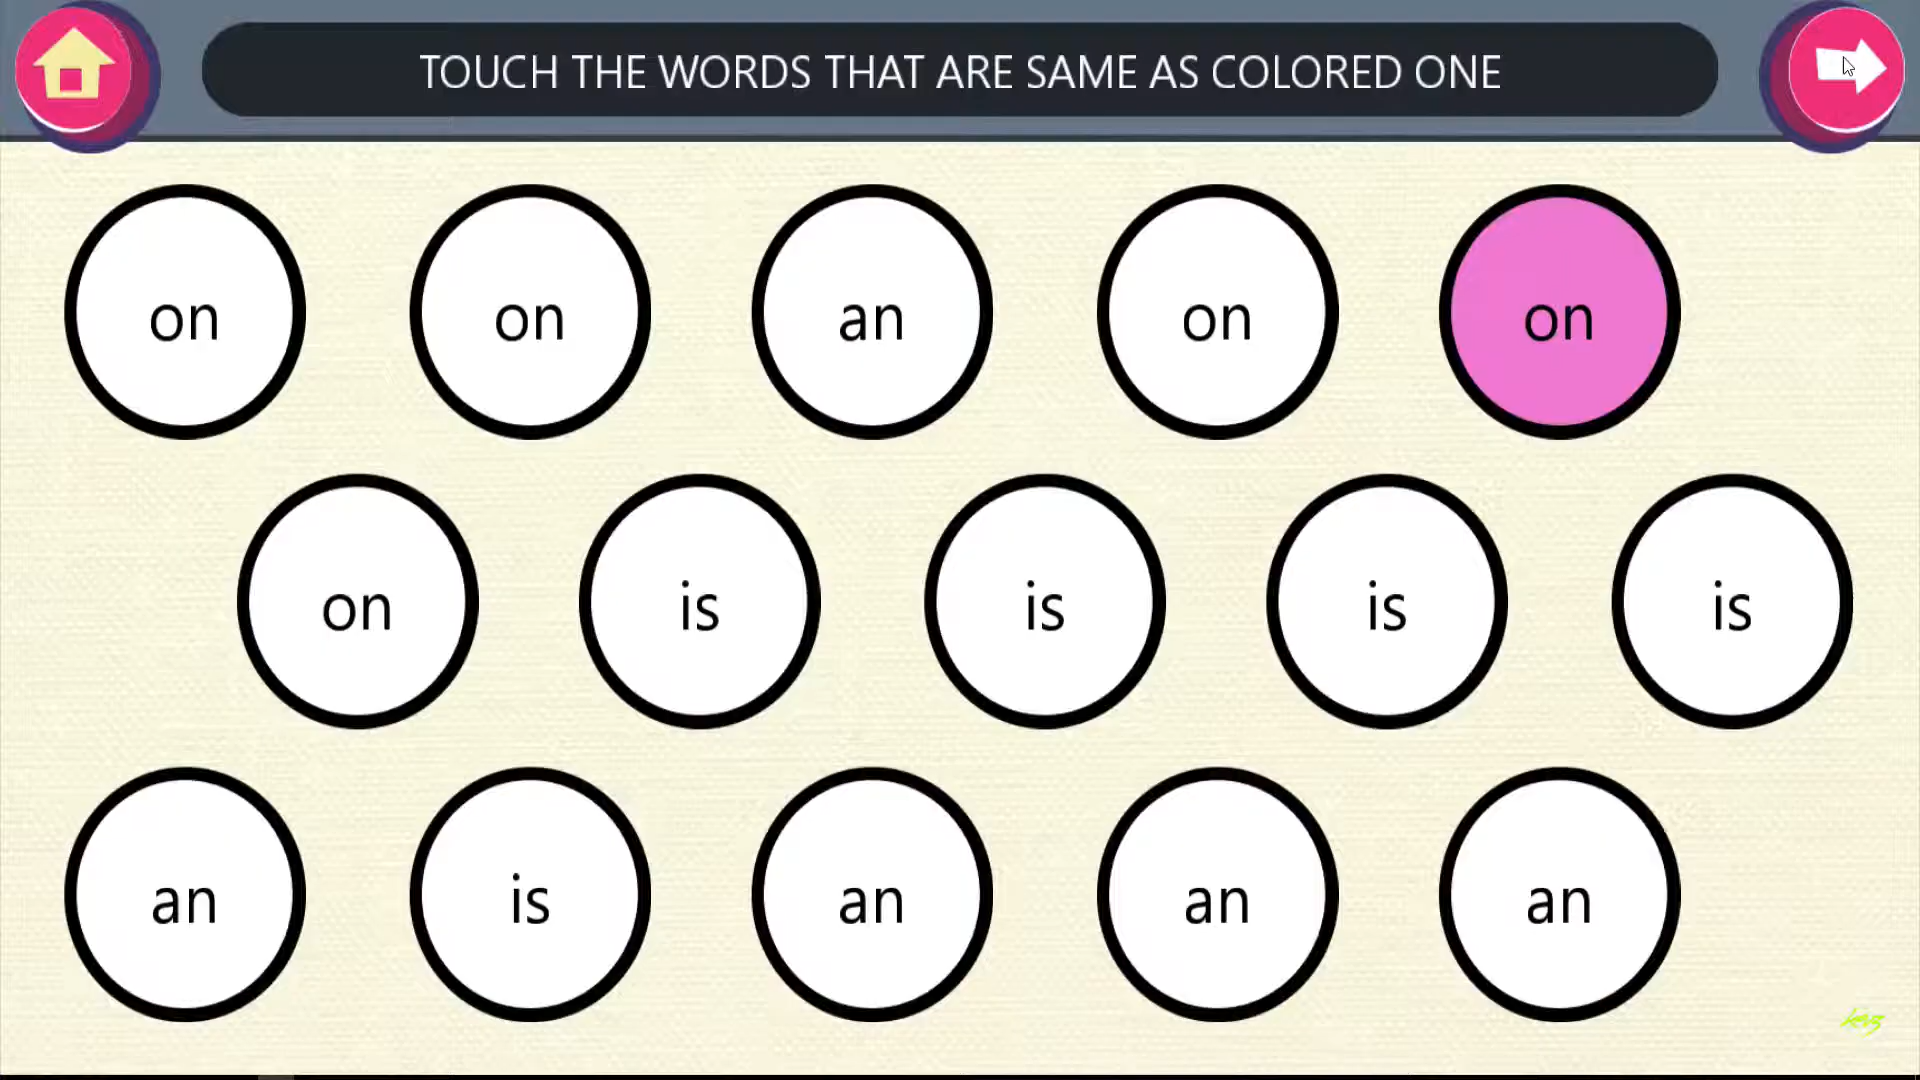 TOUCH THE WORDS THAT ARE SAME AS COLORED ONE
on on an on on
on is is is is
an is an an an